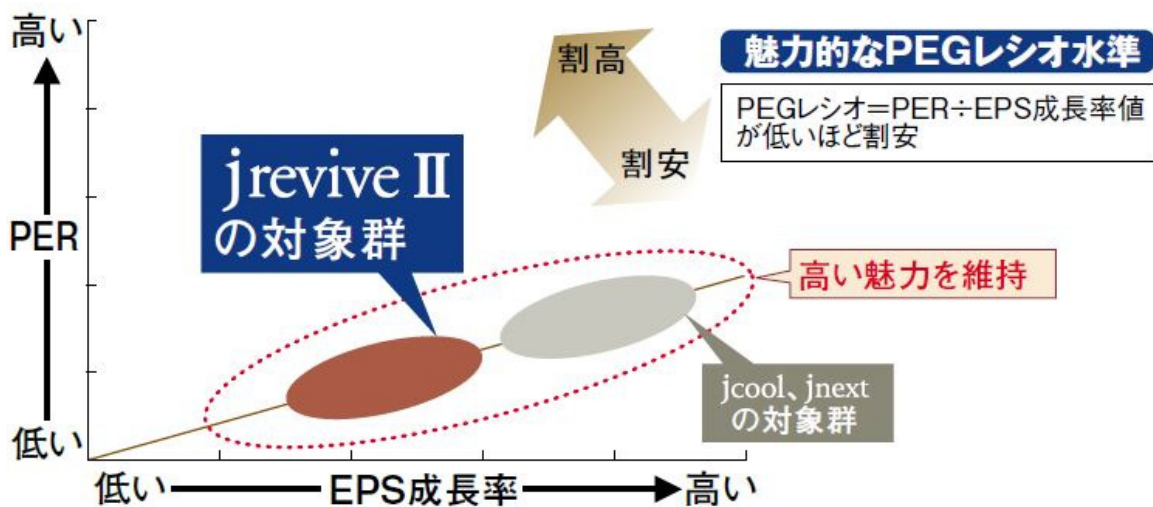 高い
PER
低い
割高
割安
魅力的なPEGレシオ水準
PEGレシオ＝PER÷EPS成長率値
が低いほど割安
jrevive Ⅱ
の対象群
高い魅力を維持
jcool、jnext
の対象群
低い
EPS成長率
高い